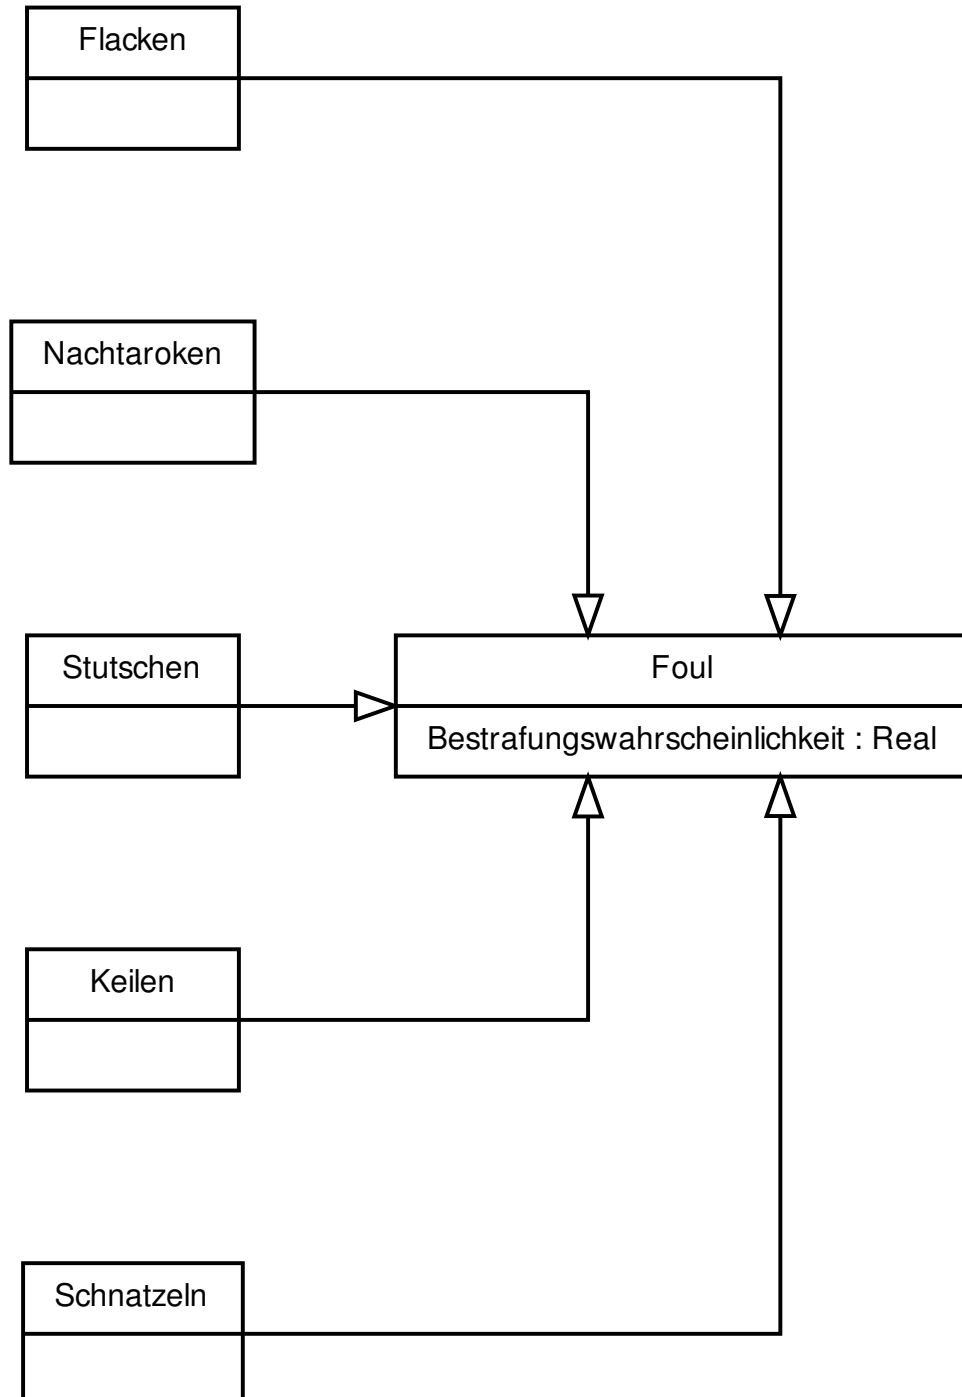 Flacken
Nachtaroken
Stutschen
Foul
Bestrafungswahrscheinlichkeit : Real
Keilen
Schnatzeln